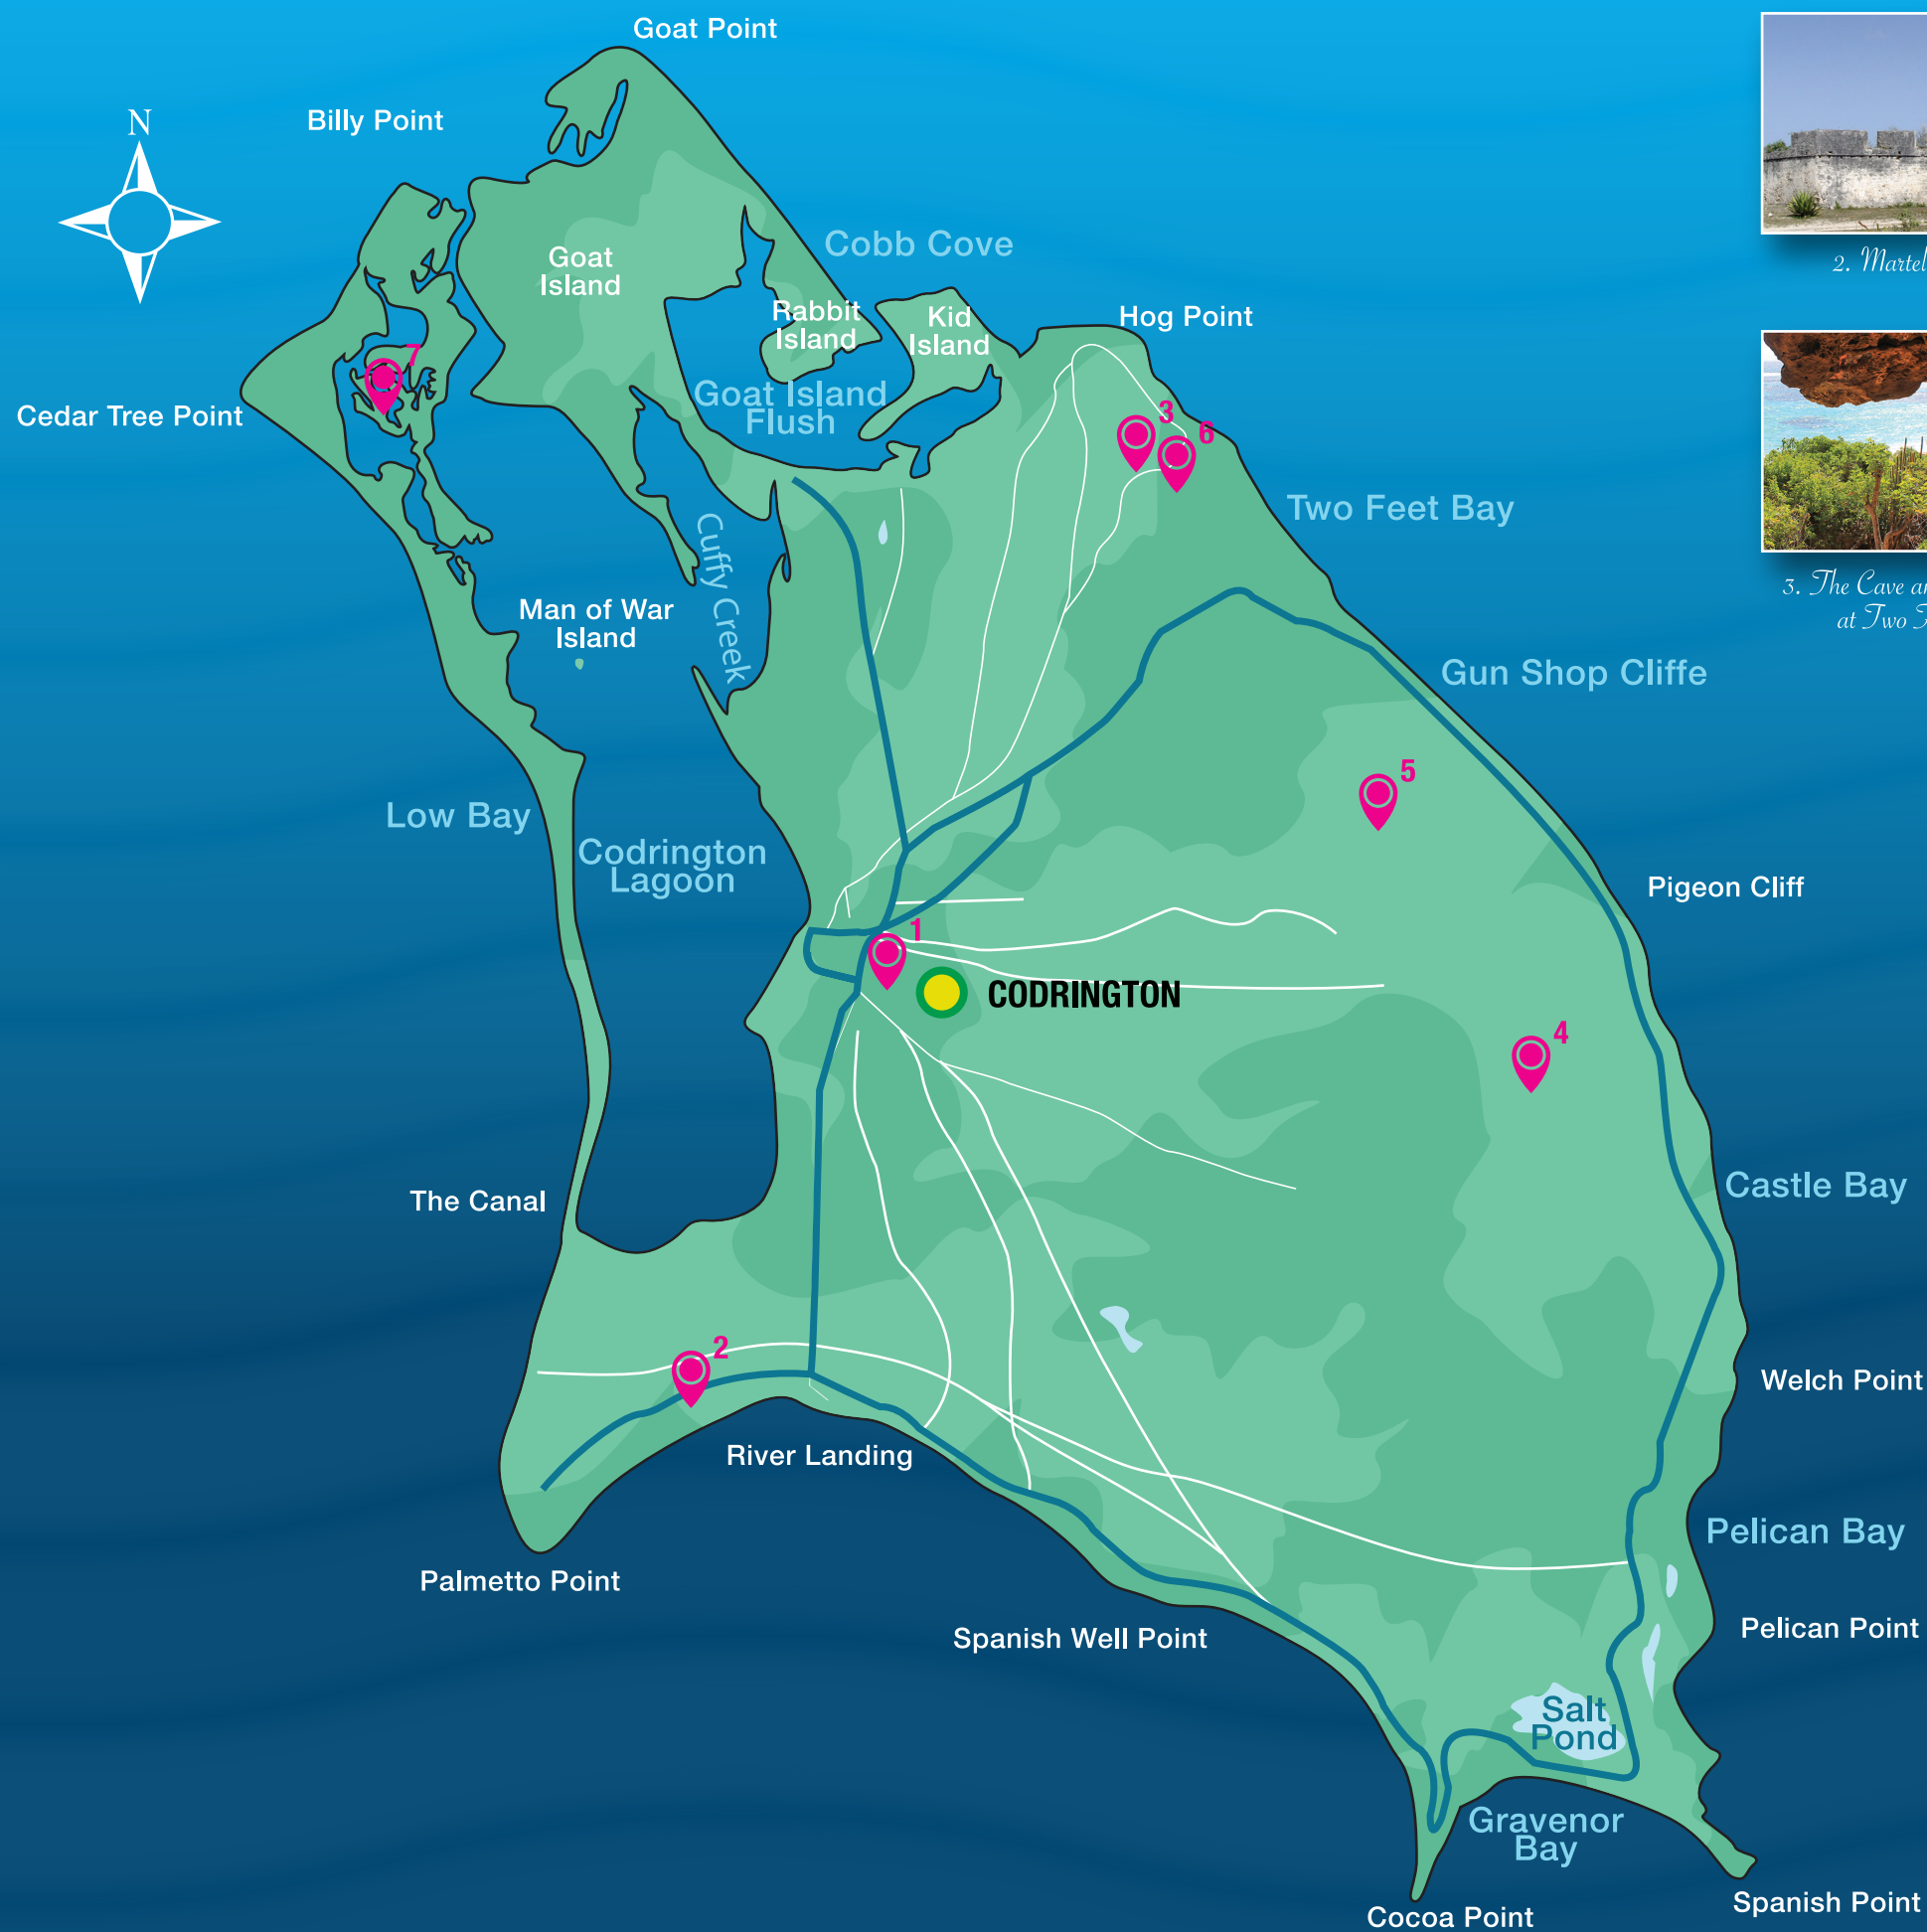 Goat Point
Billy Point
N
Cobb Cove
Goat
Island
Rabbit
Island
Kid
Island
Hog Point
7
Goat Island
Flush
Cedar Tree Point
3
6
Two Feet Bay
Cuffy Creek
Man of War
Island
Gun Shop Cliffe
5
Low Bay
Codrington
Lagoon
Pigeon Cliff
1
CODRINGTON
4
Castle Bay
The Canal
2
Welch Point
River Landing
Pelican Bay
Palmetto Point
Spanish Well Point
Pelican Point
Salt
Pond
Gravenor
Bay
Spanish Point
Cocoa Point
2. Martel
3. The Cave
at Two